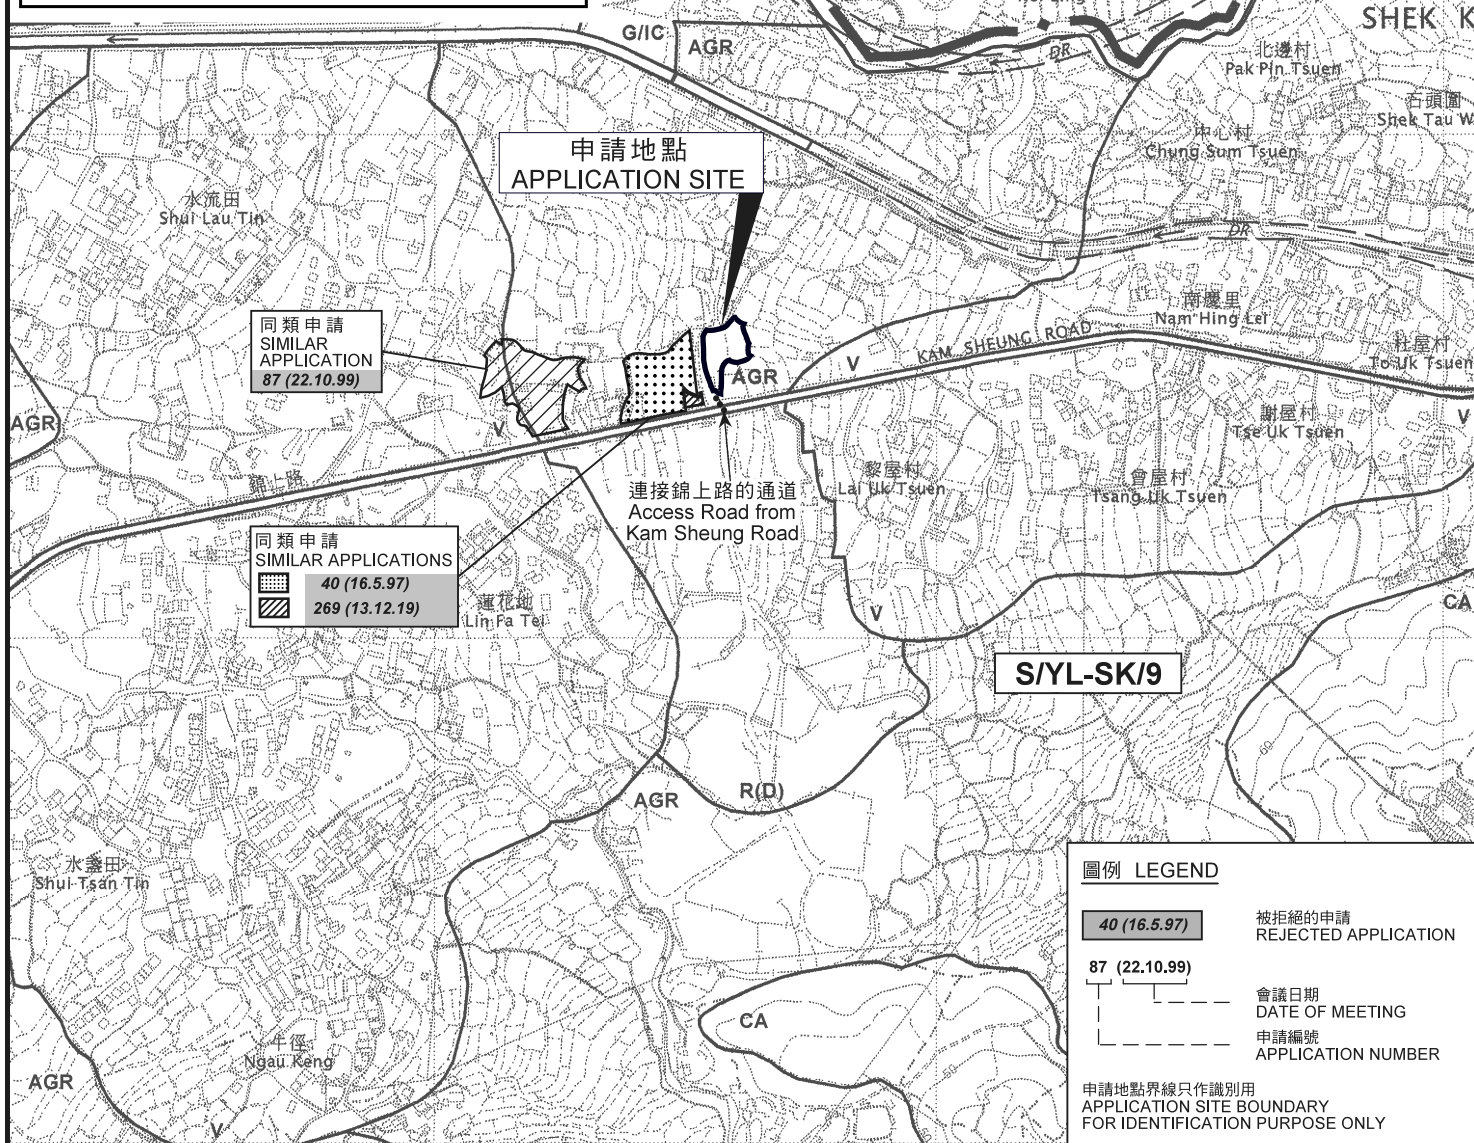 SHEK K
G/IC
AGR
DR
北邊村
Pak Pin Tsuen
石頭圍
Shek Tau W
中心村
Chung Sum Tsuen
申請地點
APPLICATION SITE
水流田
Shui Lau Tin
DR
南慶里
Nam Hing Lei
同類申請
SIMILAR
APPLICATION
87 (22.10.99)
KAM SHEUNG ROAD
杜屋村
To Uk Tsuen
V
AGR
AGR
V
謝屋村
Tse Uk Tsuen
V
錦上路
連接錦上路的通道
Access Road from
Kam Sheung Road
黎屋村
Lai Uk Tsuen
曾屋村
Tsang Uk Tsuen
同類申請
SIMILAR APPLICATIONS
40 (16.5.97)
269 (13.12.19)
蓮花地
Lin Fa Tei
V
CA
S/YL-SK/9
AGR
R(D)
60
水盞田
Shui Tsan Tin
CA
牛徑
Ngau Keng
AGR
V
50
圖例 LEGEND
40 (16.5.97)
被拒絕的申請
REJECTED APPLICATION
87 (22.10.99)
會議日期
DATE OF MEETING
申請編號
APPLICATION NUMBER
申請地點界線只作識別用
APPLICATION SITE BOUNDARY
FOR IDENTIFICATION PURPOSE ONLY